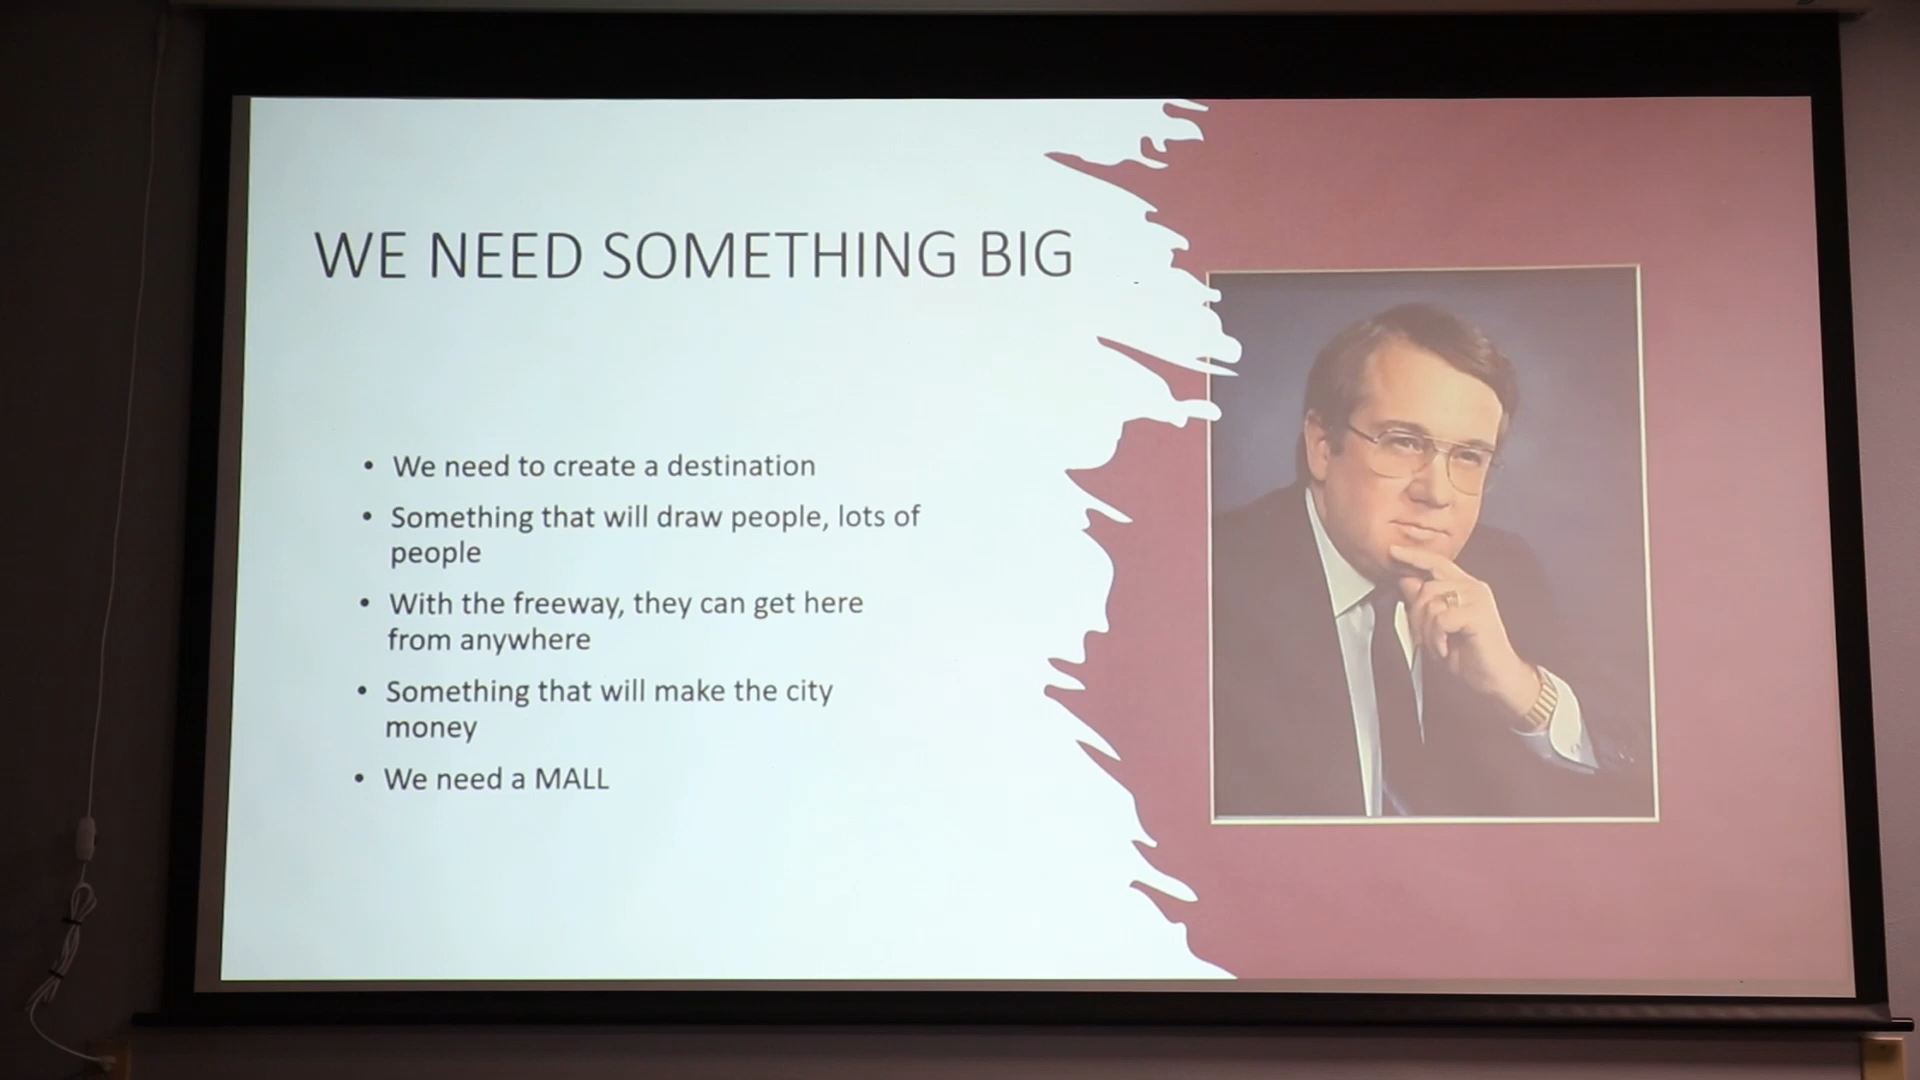 WE NEED SOMETHING BIG
• We need to create a destination
• Something that will draw people, lots of
people
• With the freeway, they can get here
from anywhere
• Something that will make the city
money
• We need a MALL